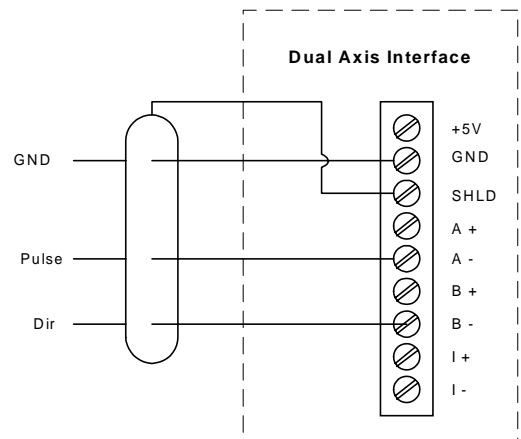 Dual Axis Interface
+5V
GND
GND
SHLD
A +
Pulse
A -
B +
Dir
B -
I +
I -